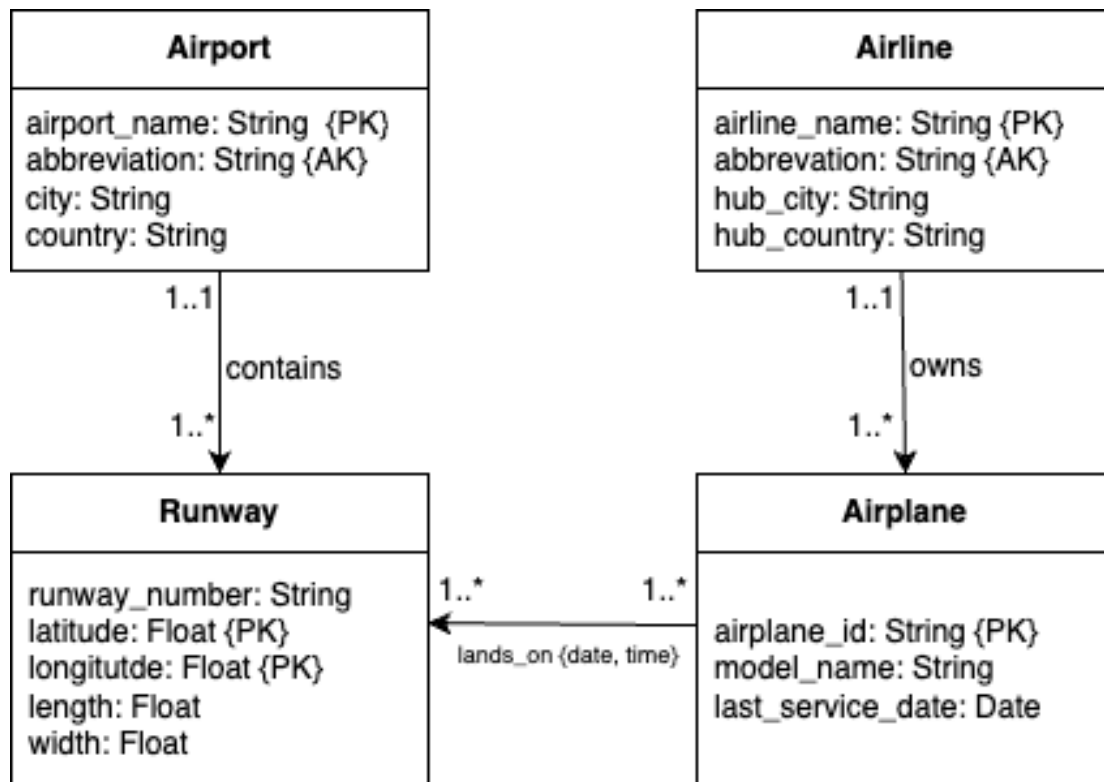 Airport
airport_name: String {PK}
abbreviation: String {AK}
city: String
country: String
Airline
airline_name: String {PK}
abbrevation: String {AK}
hub_city: String
hub_country: String
1..1
contains
1..*
1..1
owns
1..*
Runway
runway_number: String
latitude: Float {PK}
longitutde: Float {PK}
length: Float
width: Float
1..*
1..*
lands_on {date, time}
Airplane
airplane_id: String {PK}
model_name: String
last_service_date: Date